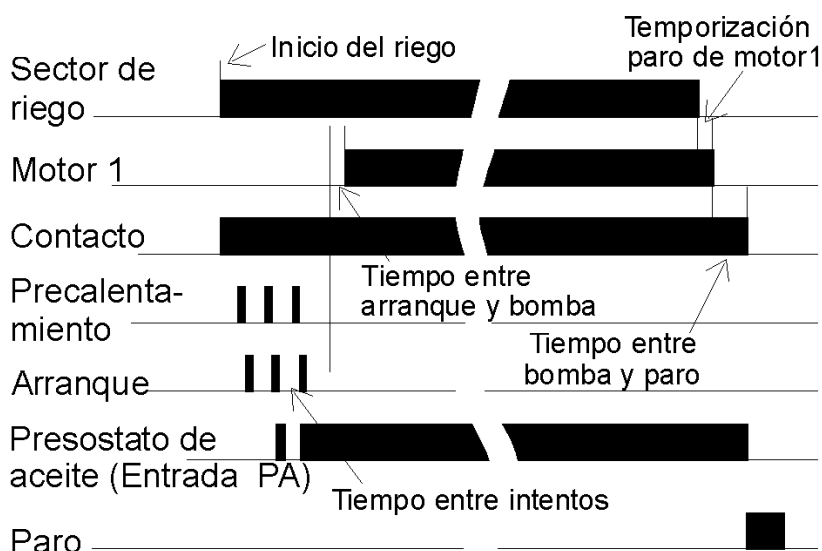 Temporización
paro de motor1
Inicio del riego
Sector de
riego
Motor 1
Contacto
Tiempo entre
arranque y bomba
Precalenta-
miento
Tiempo entre
bomba y paro
Arranque
Presostato de
aceite (Entrada PA)
Tiempo entre intentos
Paro